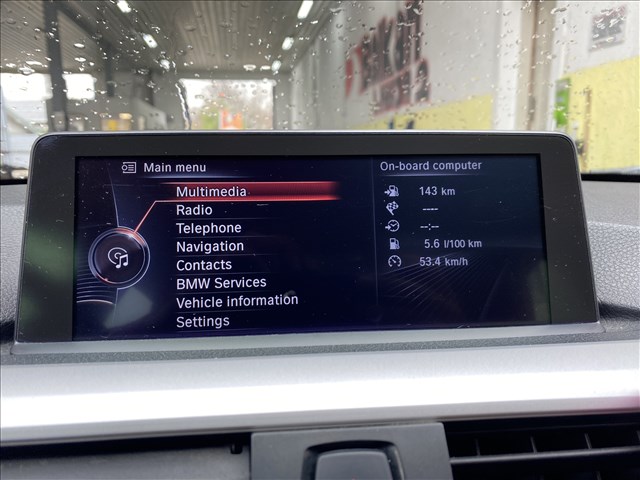 Main menu
Multimedia
Radio
Telephone
Navigation
Contacts
BMW Services
Vehicle information
Settings
On-board computer
143 km
----
--:--
5.6 l/100 km
53.4 km/h